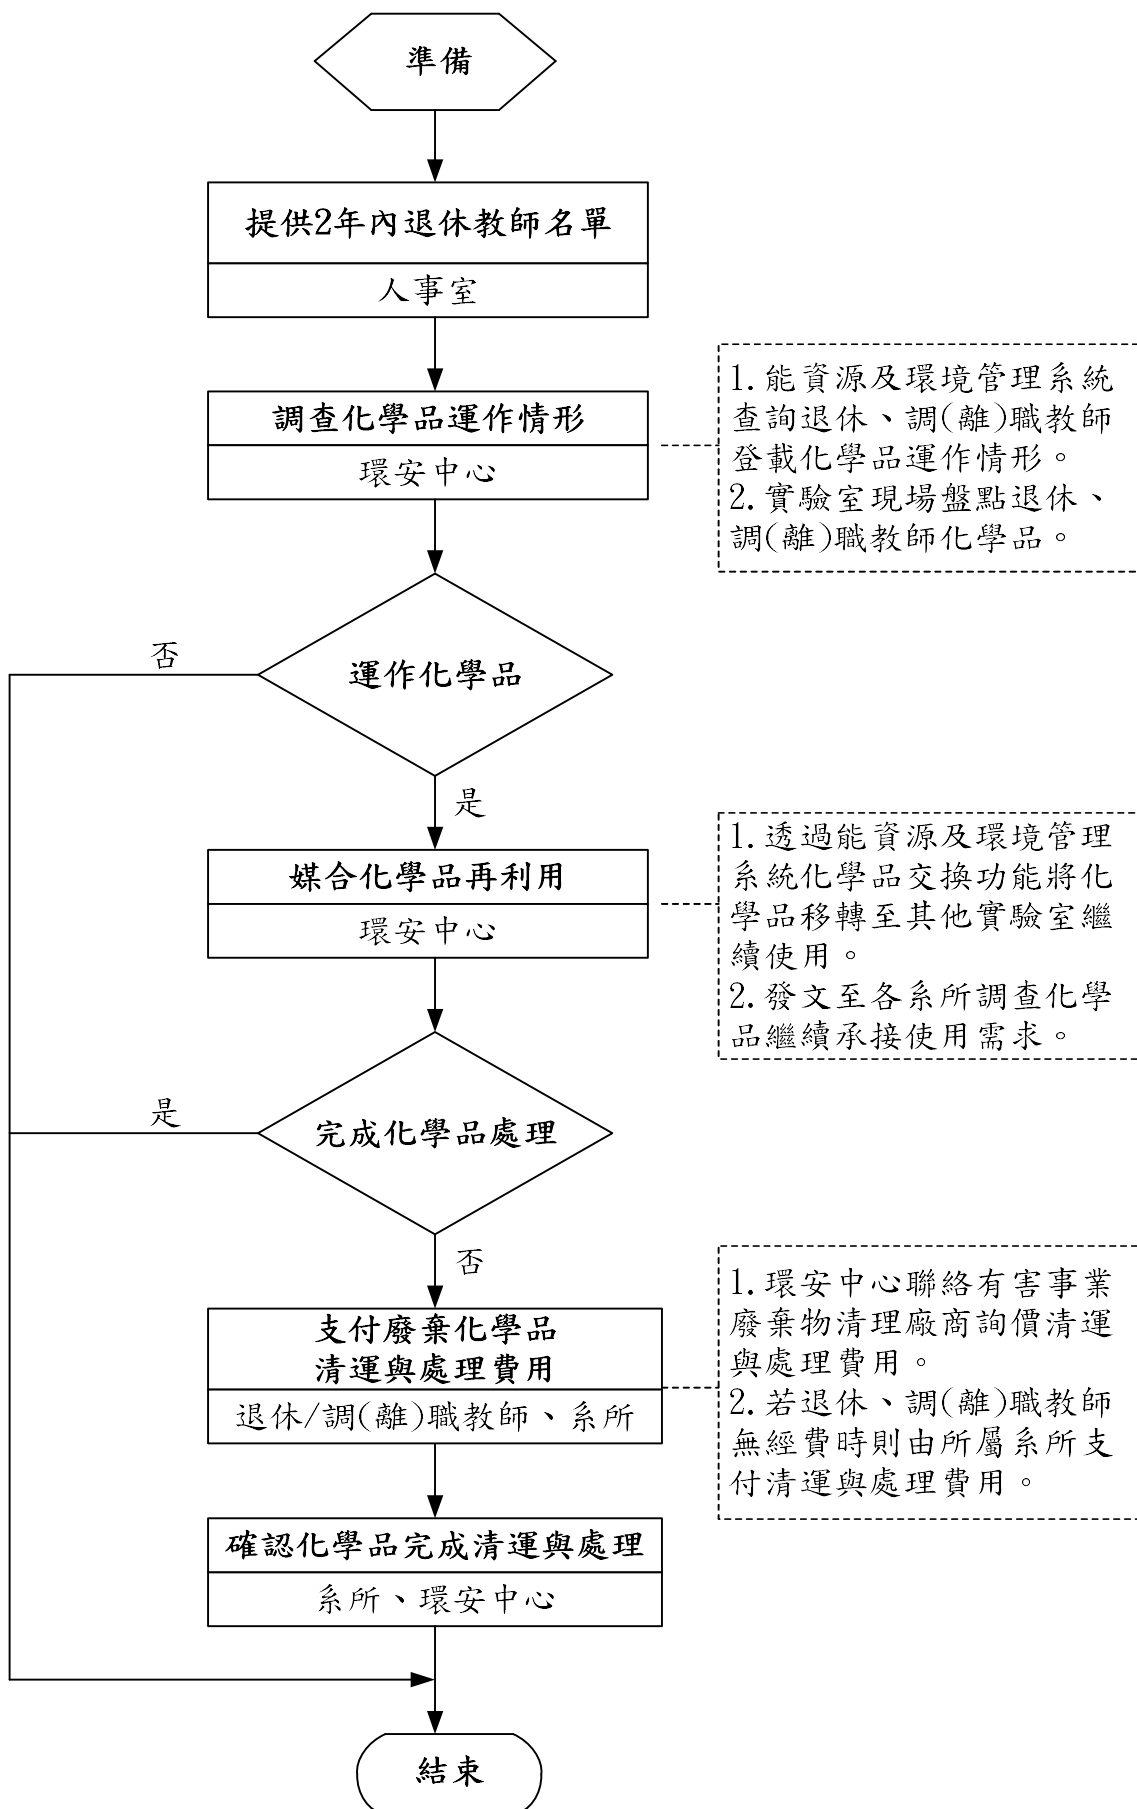 準備
提供2年內退休教師名單
人事室
調查化學品運作情形
環安中心
1.能資源及環境管理系統
查詢退休、調(離)職教師
登載化學品運作情形。
2.實驗室現場盤點退休、
調(離)職教師化學品。
運作化學品
否
是
媒合化學品再利用
環安中心
1.透過能資源及環境管理
系統化學品交換功能將化
學品移轉至其他實驗室繼
續使用。
2.發文至各系所調查化學
品繼續承接使用需求。
完成化學品處理
是
否
支付廢棄化學品
清運與處理費用
退休/調(離)職教師、系所
1.環安中心聯絡有害事業
廢棄物清理廠商詢價清運
與處理費用。
2.若退休、調(離)職教師
無經費時則由所屬系所支
付清運與處理費用。
確認化學品完成清運與處理
系所、環安中心
結束